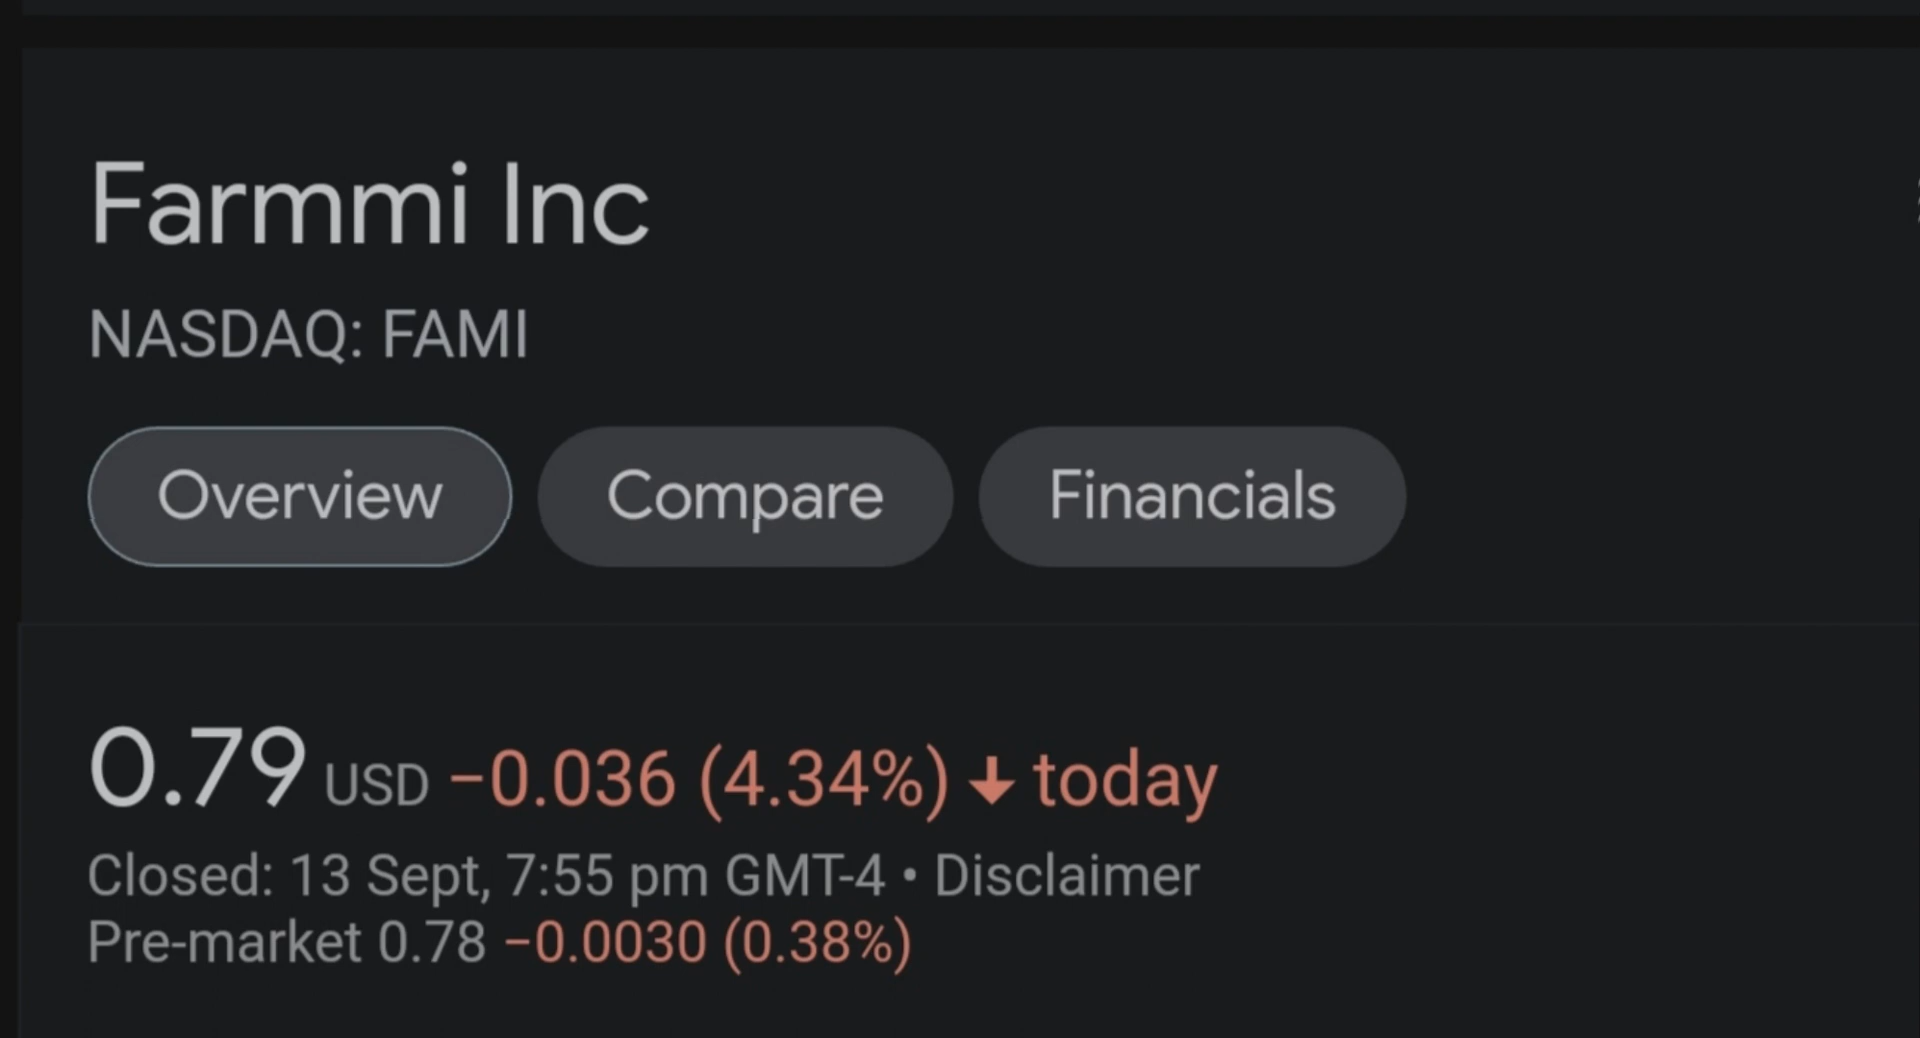 Farmmi Inc
NASDAQ: FAMI
Overview Compare Financials
0.79 USD −0.036 (4.34%) ↓ today
Closed: 13 Sept, 7:55 pm GMT-4 • Disclaimer
Pre-market 0.78 −0.0030 (0.38%)